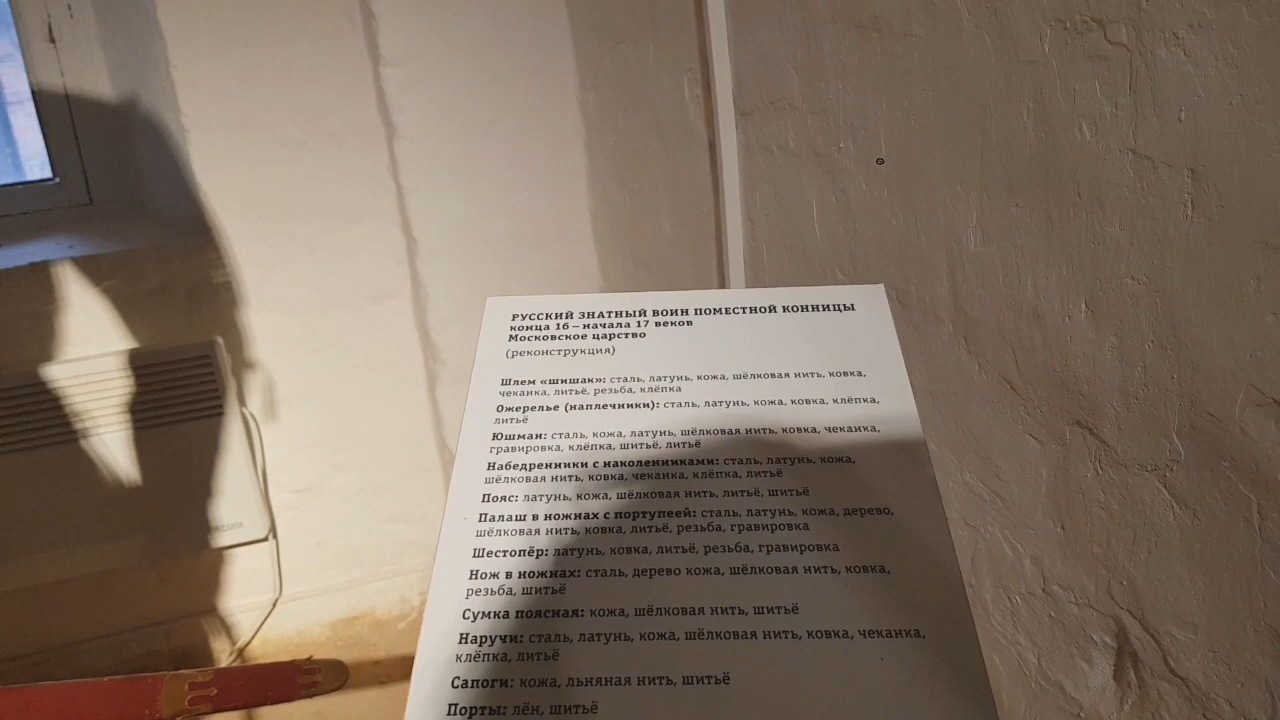 РУССКИЙ ЗНАТНЫЙ ВОИН ПОМЕСТНОЙ КОННИЦЫ
конца 16 – начала 17 веков
Московское царство
(реконструкция)
Шлем «шишак»: сталь, латунь, кожа, шёлковая нить, ковка,
чеканка, литьё, резьба, клёпка
Ожерелье (наплечники): сталь, латунь, кожа, ковка, клёпка,
литьё
Юшман: сталь, кожа, латунь, шёлковая нить, ковка, чеканка,
гравировка, клёпка, шитьё, литьё
Набедренники с наколенниками: сталь, латунь, кожа,
шёлковая нить, ковка, чеканка, клёпка, литьё
Пояс: латунь, кожа, шёлковая нить, литьё, шитьё
Палаш в ножнах с портупеей: сталь, латунь, кожа, дерево,
шёлковая нить, ковка, литьё, резьба, гравировка
Шестопёр: латунь, ковка, литьё, резьба, гравировка
Нож в ножнах: сталь, дерево кожа, шёлковая нить, ковка,
резьба, шитьё
Сумка поясная: кожа, шёлковая нить, шитьё
Наручи: сталь, латунь, кожа, шёлковая нить, ковка, чеканка,
клёпка, литьё
Сапоги: кожа, льняная нить, шитьё
Порты: лён, шитьё